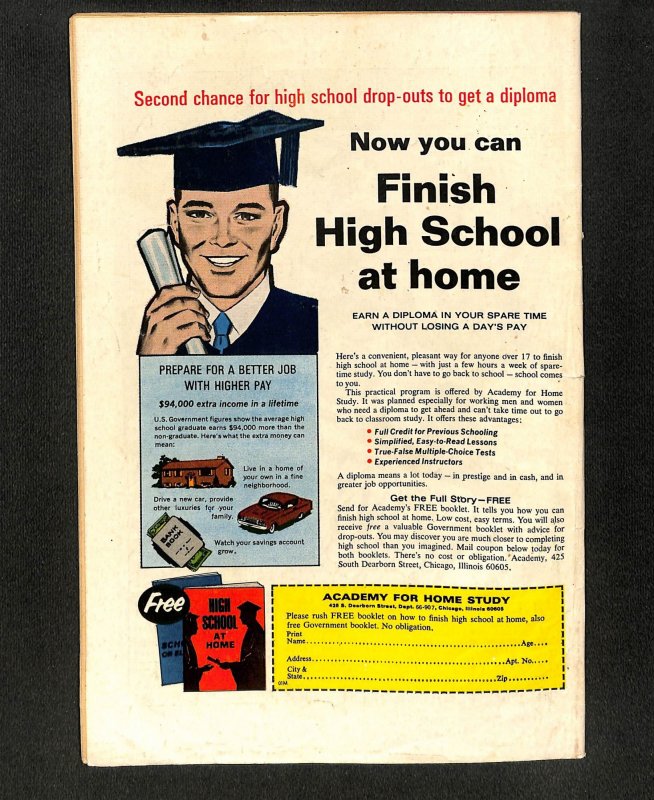 Second chance for high school drop-outs to get a diploma
Now you can
Finish
High School
at home
EARN A DIPLOMA IN YOUR SPARE TIME
WITHOUT LOSING A DAY'S PAY
PREPARE FOR A BETTER JOB
WITH HIGHER PAY
$94,000 extra income in a lifetime
U.S. Government figures show the average high
school graduate earns $94,000 more than the
non-graduate. Here's what the extra money can
mean:
Live in a home of
your own in a fine
neighborhood.
Drive a new car, provide
other luxuries for your
family.
BANK
BOOK
Watch your savings account
grow.
Here's a convenient, pleasant way for anyone over 17 to finish
high school at home — with just a few hours a week of spare-
time study. You don't have to go back to school — school comes
to you.
This practical program is offered by Academy for Home
Study. It was planned especially for working men and women
who need a diploma to get ahead and can't take time out to go
back to classroom study. It offers these advantages:
• Full Credit for Previous Schooling
• Simplified, Easy-to-Read Lessons
• True-False Multiple-Choice Tests
• Experienced Instructors
A diploma means a lot today — in prestige and in cash, and in
greater job opportunities.
Get the Full Story—FREE
Send for Academy's FREE booklet. It tells you how you can
finish high school at home. Low cost, easy terms. You will also
receive free a valuable Government booklet with advice for
drop-outs. You may discover you are much closer to completing
high school than you imagined. Mail coupon below today for
both booklets. There's no cost or obligation. Academy, 425
South Dearborn Street, Chicago, Illinois 60605.
Free
SCHO
OR EL
HIGH
SCHOOL
AT
HOME
ACADEMY FOR HOME STUDY
425 S. Dearborn Street, Dept. 66-907, Chicago, Illinois 60605
Please rush FREE booklet on how to finish high school at home, also
free Government booklet. No obligation.
Print
Name Age
Address Apt. No.
City &
State Zip